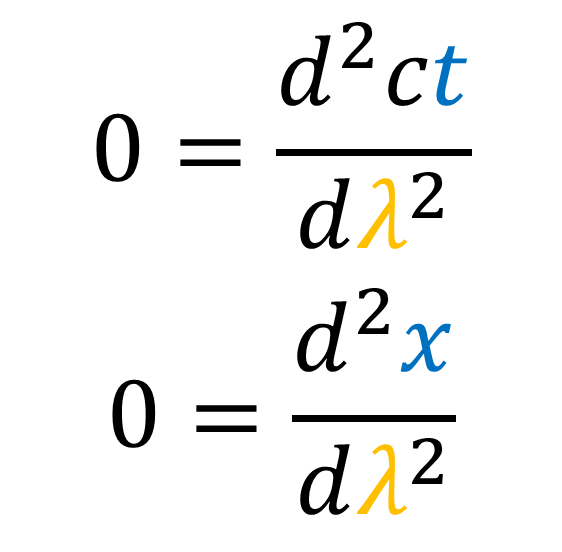 0 = d²ct / dλ²
0 = d²x / dλ²